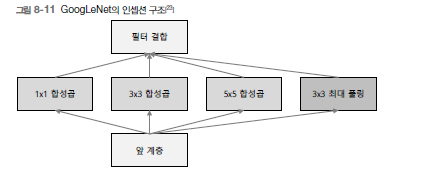 그림 8-11 GoogLeNet의 인셉션 구조[23]
필터 결합
1x1 합성곱
3x3 합성곱
5x5 합성곱
3x3 최대 풀링
앞 계층